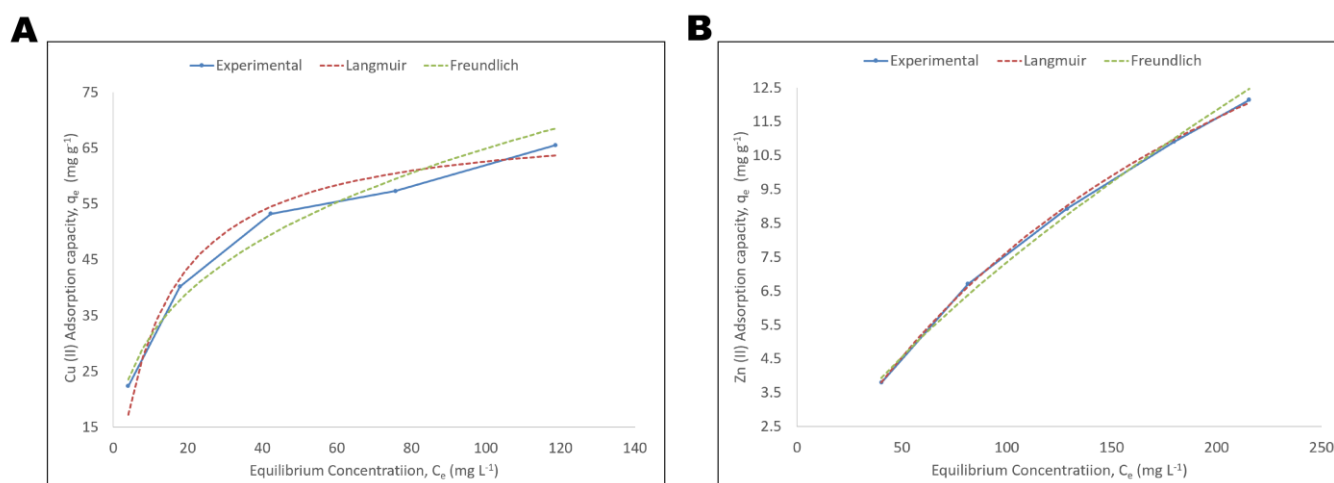 A
Experimental Langmuir Freundlich
Cu (II) Adsorption capacity, qₑ (mg g⁻¹)
75
65
55
45
35
25
15
0 20 40 60 80 100 120 140
Equilibrium Concentratiion, Cₑ (mg L⁻¹)
B
Experimental Langmuir Freundlich
Zn (II) Adsorption capacity, qₑ (mg g⁻¹)
12.5
11.5
10.5
9.5
8.5
7.5
6.5
5.5
4.5
3.5
2.5
0 50 100 150 200 250
Equilibrium Concentration, Cₑ (mg L⁻¹)